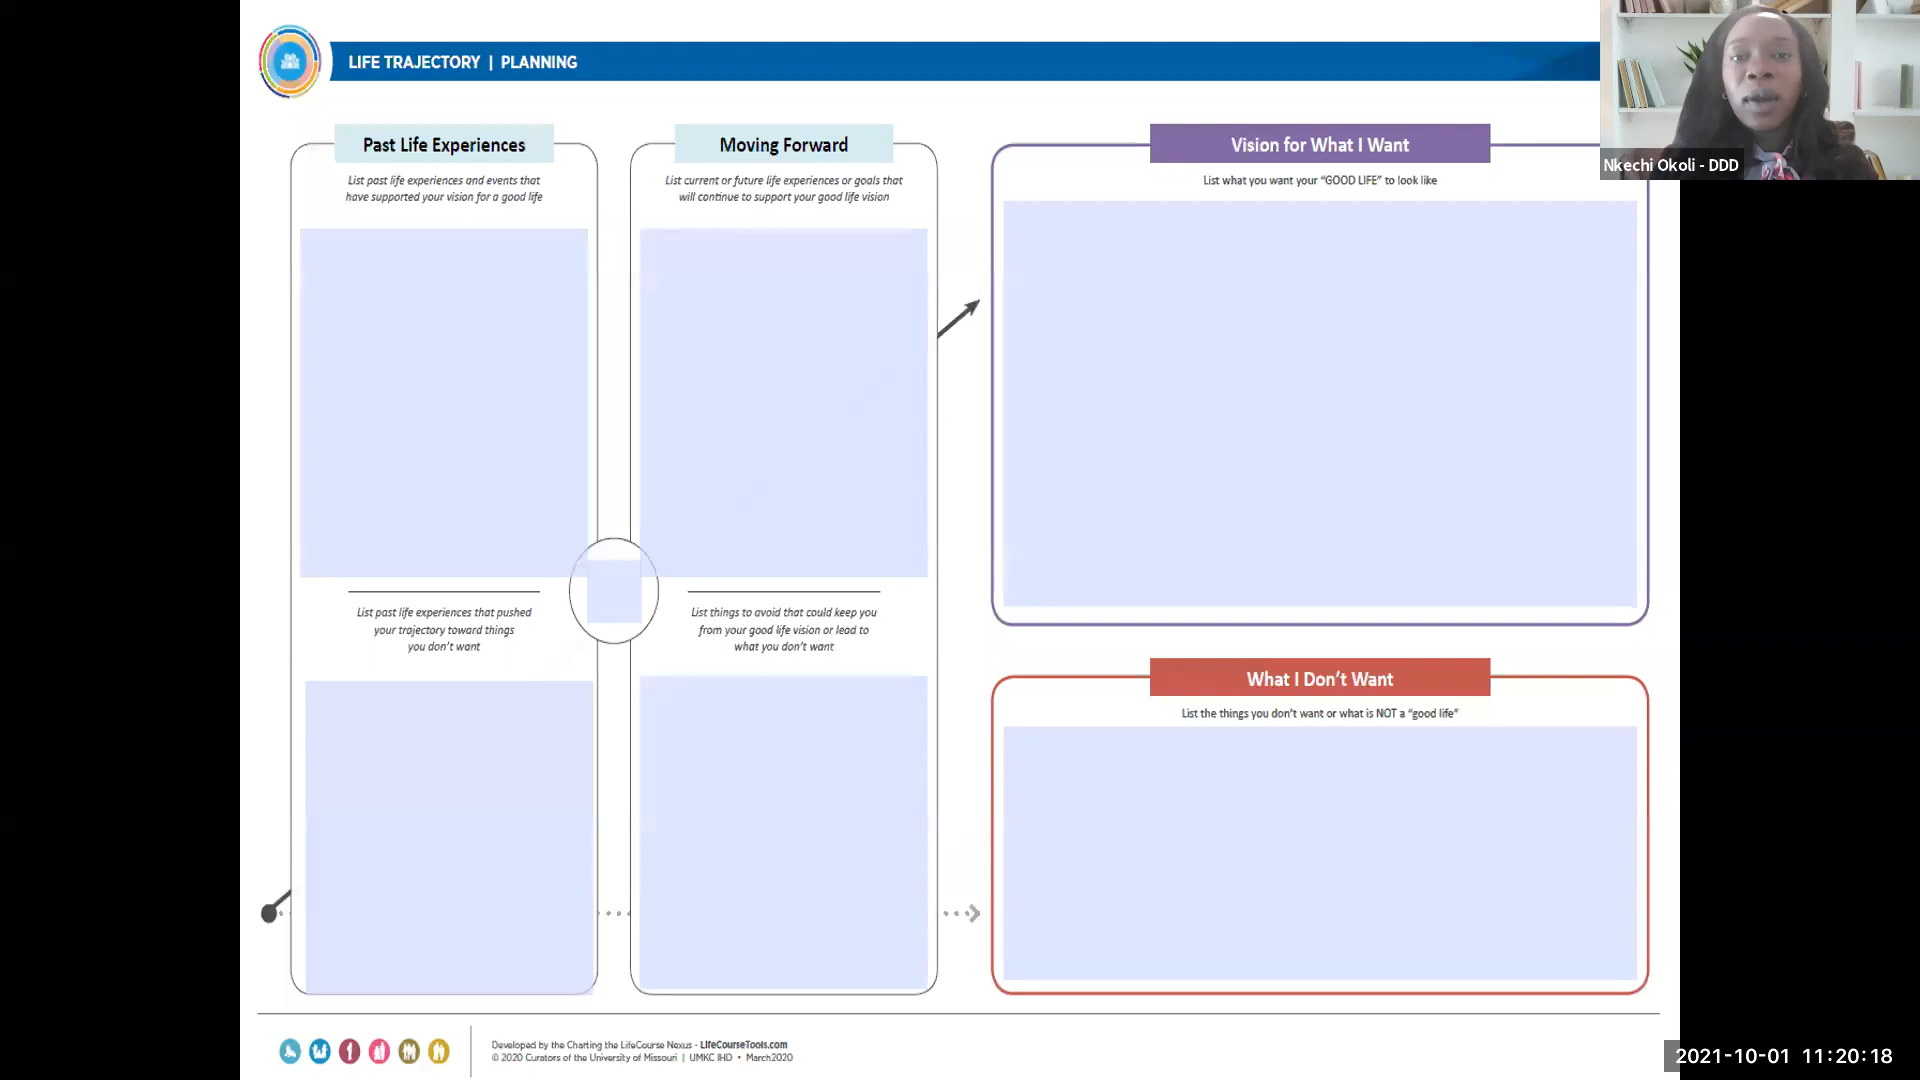 LIFE TRAJECTORY | PLANNING
Nkechi Okoli - DDD
Past Life Experiences
List past life experiences and events that
have supported your vision for a good life
List past life experiences that pushed
your trajectory toward things
you don't want
Moving Forward
List current or future life experiences or goals that
will continue to support your good life vision
List things to avoid that could keep you
from your good life vision or lead to
what you don't want
Vision for What I Want
List what you want your “GOOD LIFE” to look like
What I Don't Want
List the things you don't want or what is NOT a “good life”
Developed by the Charting the LifeCourse Nexus - LifeCourseTools.com
© 2020 Curators of the University of Missouri | UMKC IHD • March2020
2021-10-01 11:20:18